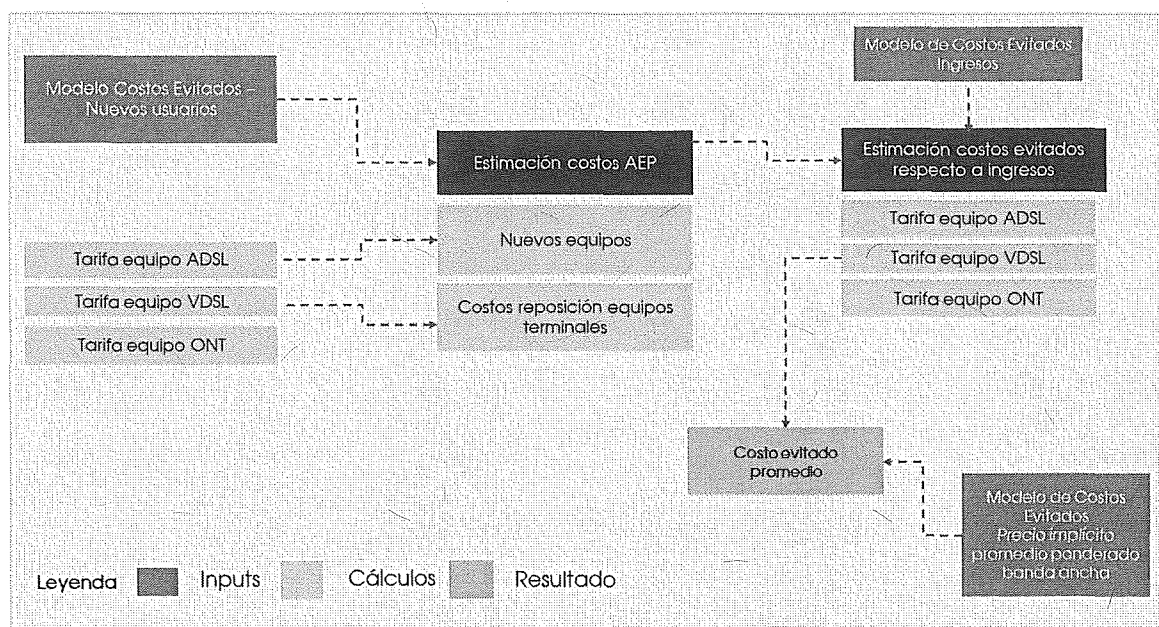 Modelo Costos Evitados –
Nuevos usuarios
Tarifa equipo ADSL
Tarifa equipo VDSL
Tarifa equipo ONT
Estimación costos AEP
Nuevos equipos
Costos reposición equipos
terminales
Modelo de Costos Evitados
Ingresos
Estimación costos evitados
respecto a ingresos
Tarifa equipo ADSL
Tarifa equipo VDSL
Tarifa equipo ONT
Costo evitado
promedio
Modelo de Costos
Evitados
Precio implícito
promedio ponderado
banda ancha
Leyenda Inputs Cálculos Resultado